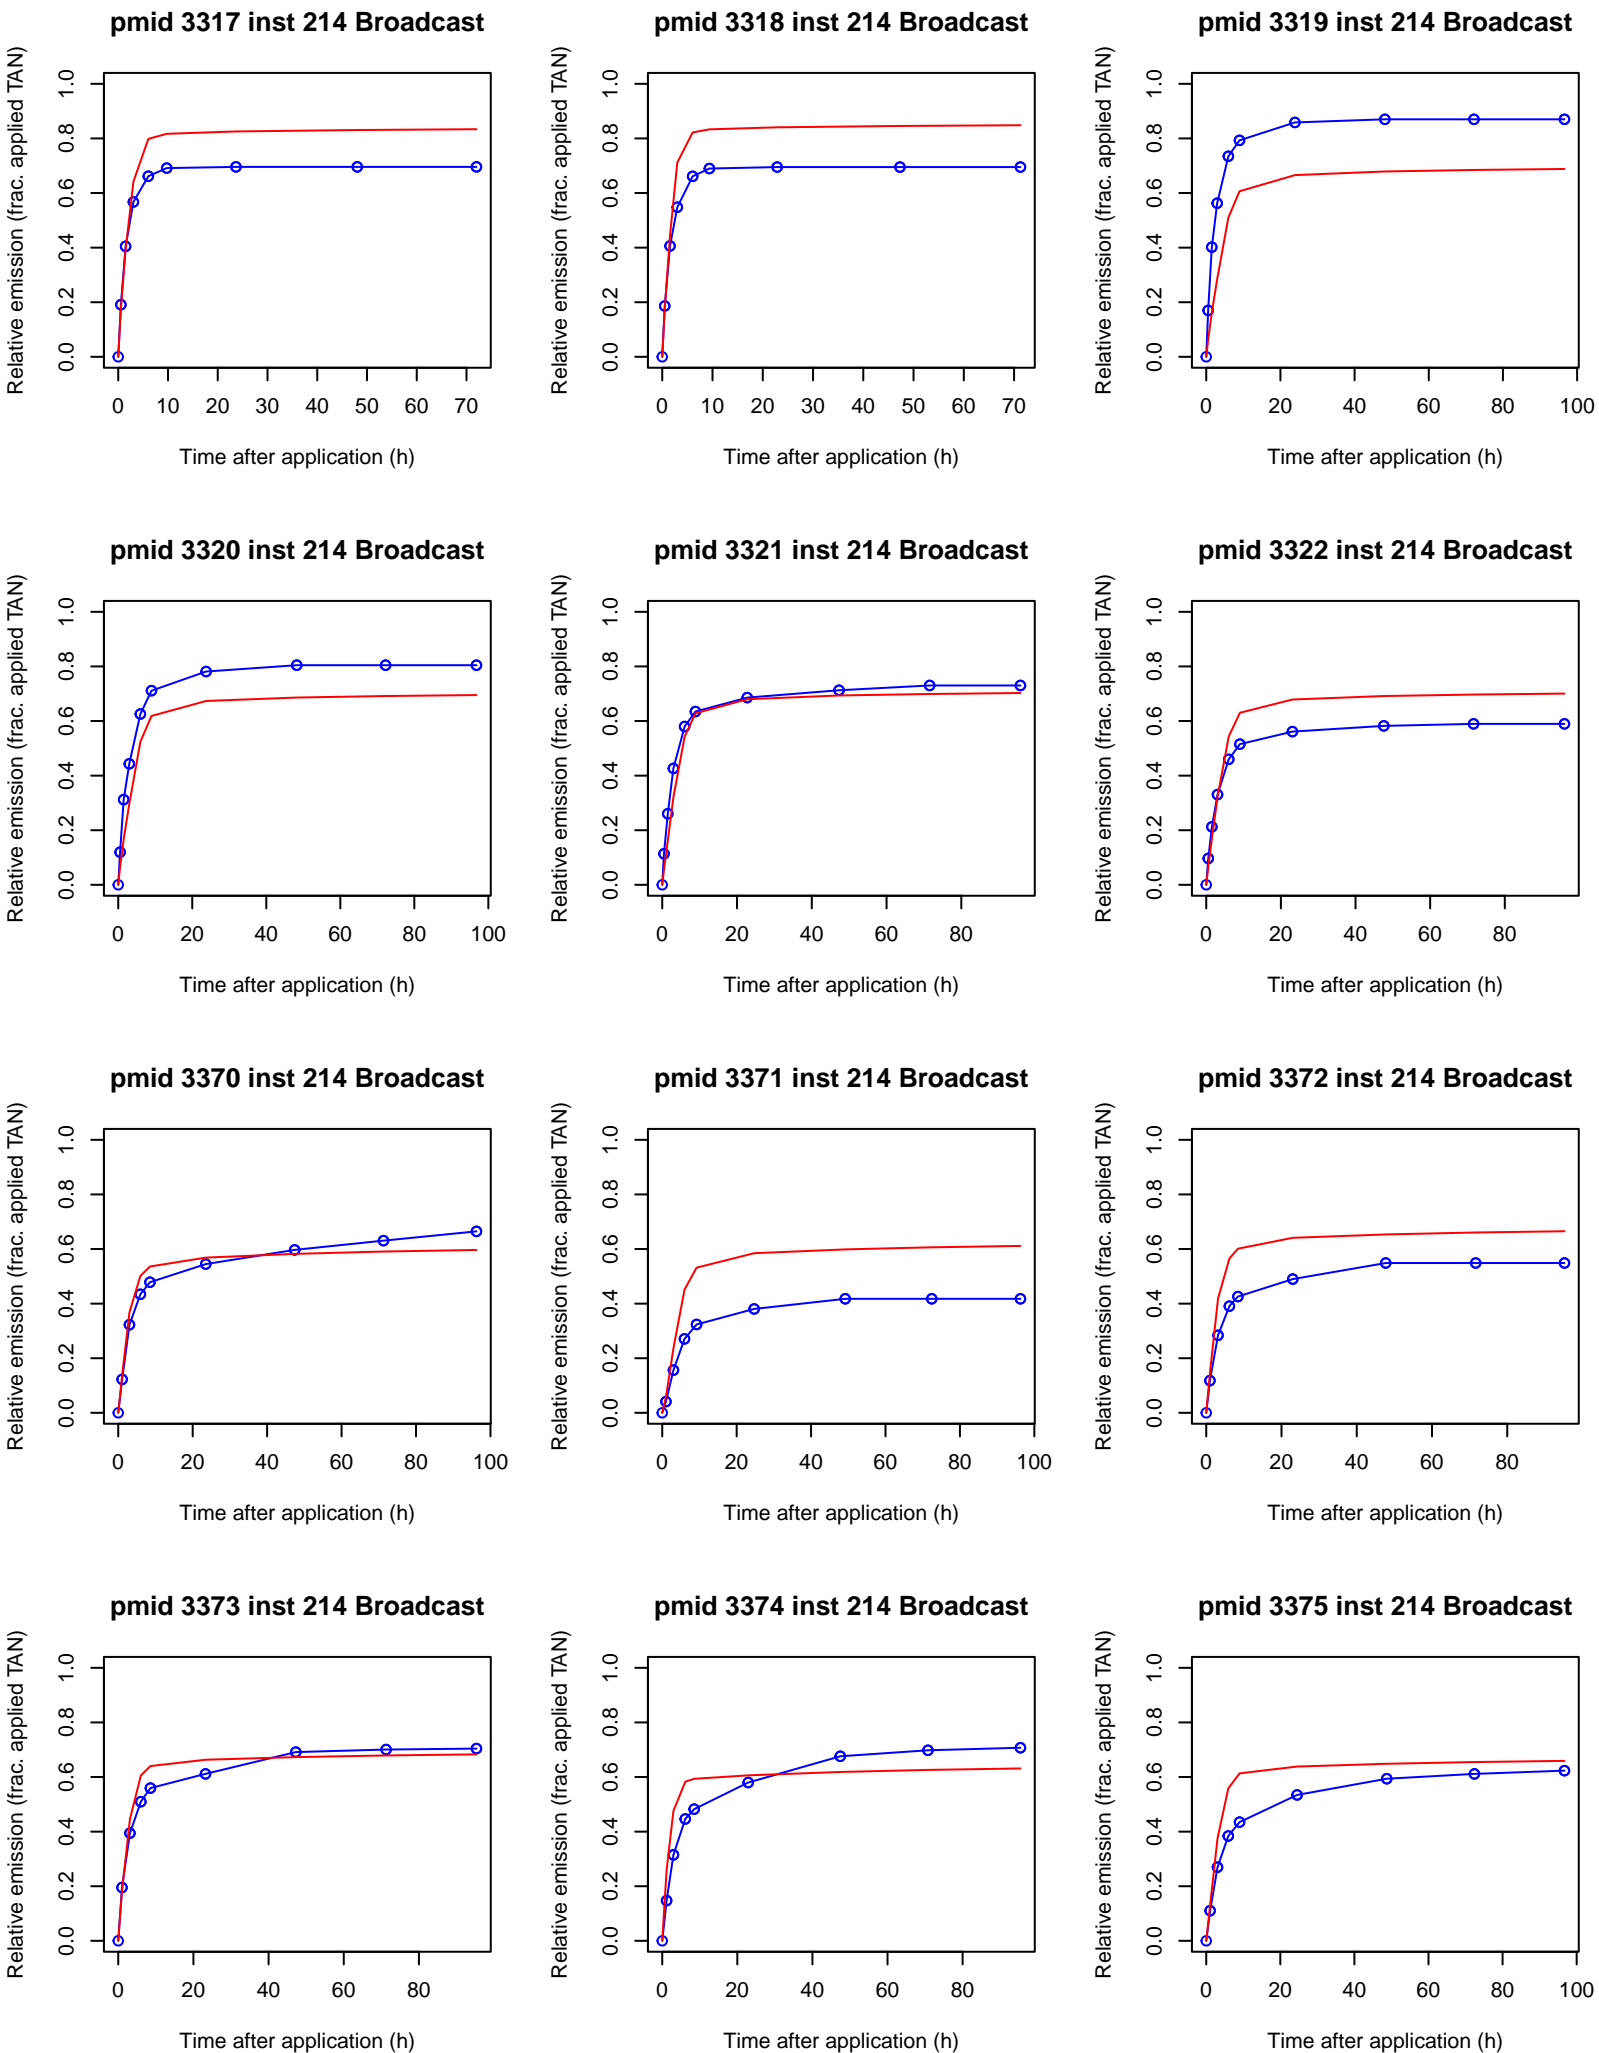 pmid 3317 inst 214 Broadcast
Relative emission (frac. applied TAN)
0.0 0.2 0.4 0.6 0.8 1.0
0 10 20 30 40 50 60 70
Time after application (h)
pmid 3318 inst 214 Broadcast
Relative emission (frac. applied TAN)
0.0 0.2 0.4 0.6 0.8 1.0
0 10 20 30 40 50 60 70
Time after application (h)
pmid 3319 inst 214 Broadcast
Relative emission (frac. applied TAN)
0.0 0.2 0.4 0.6 0.8 1.0
0 20 40 60 80 100
Time after application (h)
pmid 3320 inst 214 Broadcast
Relative emission (frac. applied TAN)
0.0 0.2 0.4 0.6 0.8 1.0
0 20 40 60 80 100
Time after application (h)
pmid 3321 inst 214 Broadcast
Relative emission (frac. applied TAN)
0.0 0.2 0.4 0.6 0.8 1.0
0 20 40 60 80
Time after application (h)
pmid 3322 inst 214 Broadcast
Relative emission (frac. applied TAN)
0.0 0.2 0.4 0.6 0.8 1.0
0 20 40 60 80
Time after application (h)
pmid 3370 inst 214 Broadcast
Relative emission (frac. applied TAN)
0.0 0.2 0.4 0.6 0.8 1.0
0 20 40 60 80 100
Time after application (h)
pmid 3371 inst 214 Broadcast
Relative emission (frac. applied TAN)
0.0 0.2 0.4 0.6 0.8 1.0
0 20 40 60 80 100
Time after application (h)
pmid 3372 inst 214 Broadcast
Relative emission (frac. applied TAN)
0.0 0.2 0.4 0.6 0.8 1.0
0 20 40 60 80
Time after application (h)
pmid 3373 inst 214 Broadcast
Relative emission (frac. applied TAN)
0.0 0.2 0.4 0.6 0.8 1.0
0 20 40 60 80
Time after application (h)
pmid 3374 inst 214 Broadcast
Relative emission (frac. applied TAN)
0.0 0.2 0.4 0.6 0.8 1.0
0 20 40 60 80
Time after application (h)
pmid 3375 inst 214 Broadcast
Relative emission (frac. applied TAN)
0.0 0.2 0.4 0.6 0.8 1.0
0 20 40 60 80 100
Time after application (h)